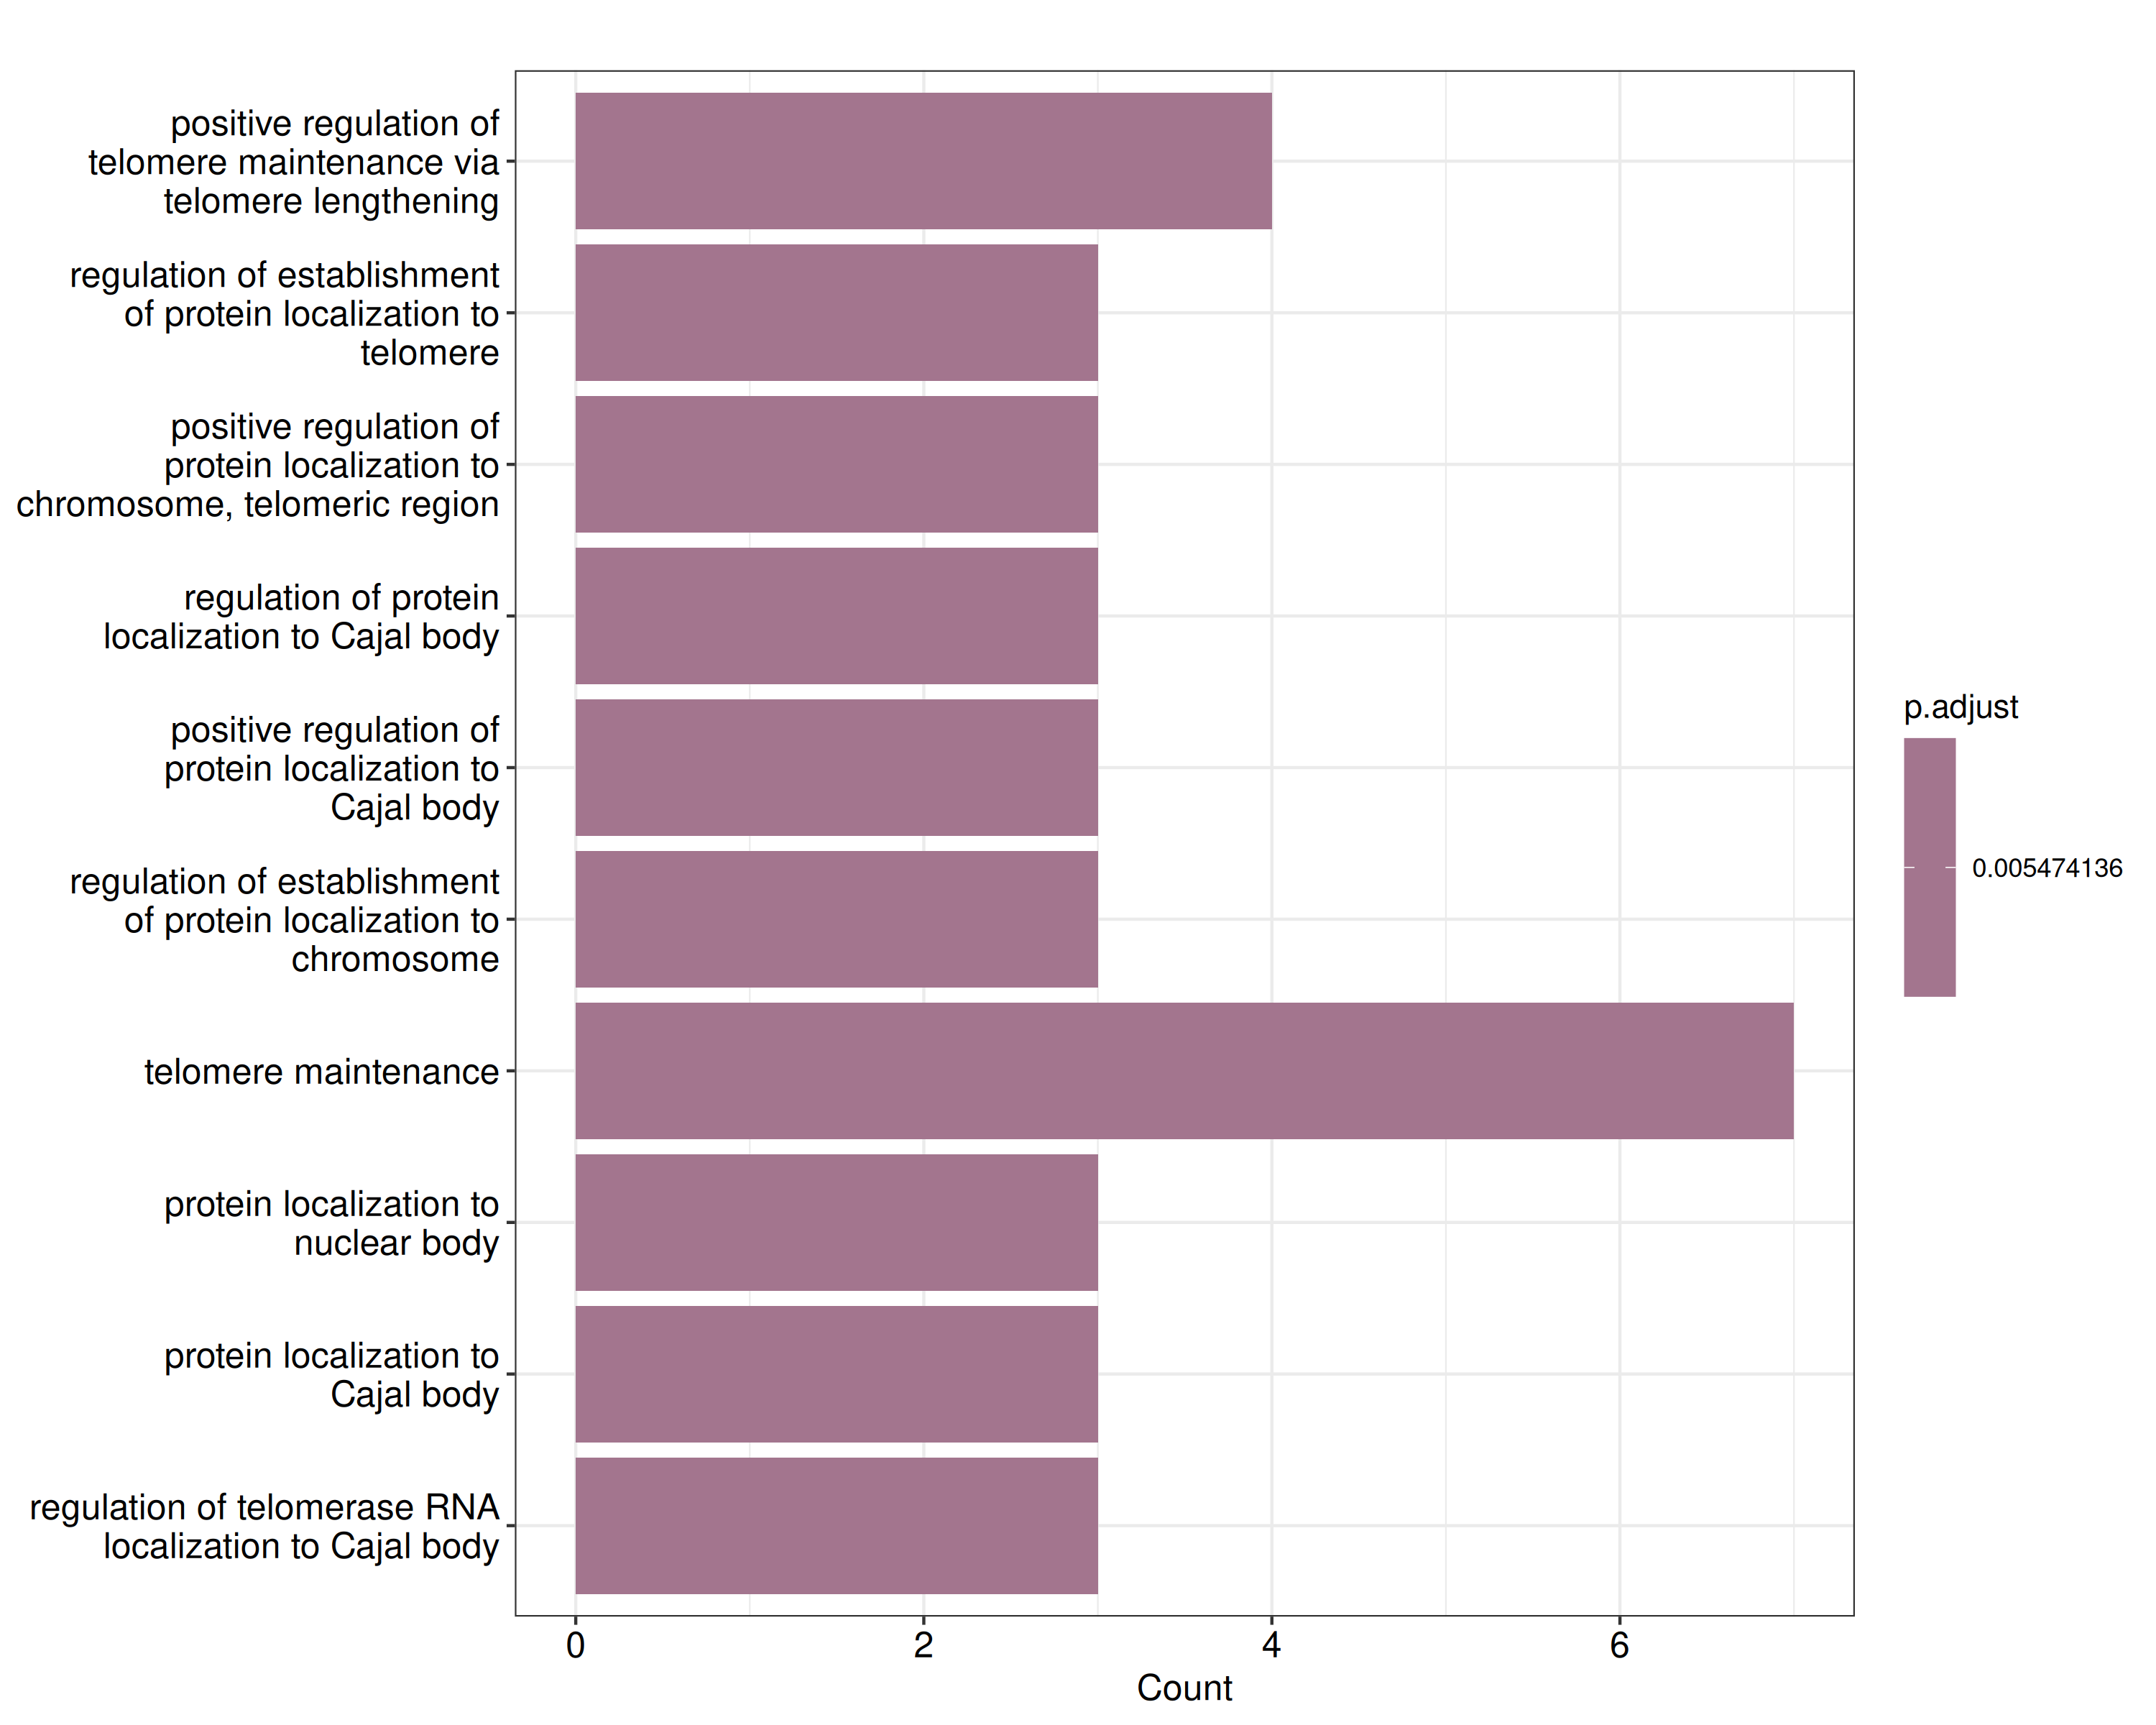 positive regulation of
telomere maintenance via
telomere lengthening
regulation of establishment
of protein localization to
telomere
positive regulation of
protein localization to
chromosome, telomeric region
regulation of protein
localization to Cajal body
positive regulation of
protein localization to
Cajal body
regulation of establishment
of protein localization to
chromosome
telomere maintenance
protein localization to
nuclear body
protein localization to
Cajal body
regulation of telomerase RNA
localization to Cajal body
0
2
4
6
Count
p.adjust
0.005474136